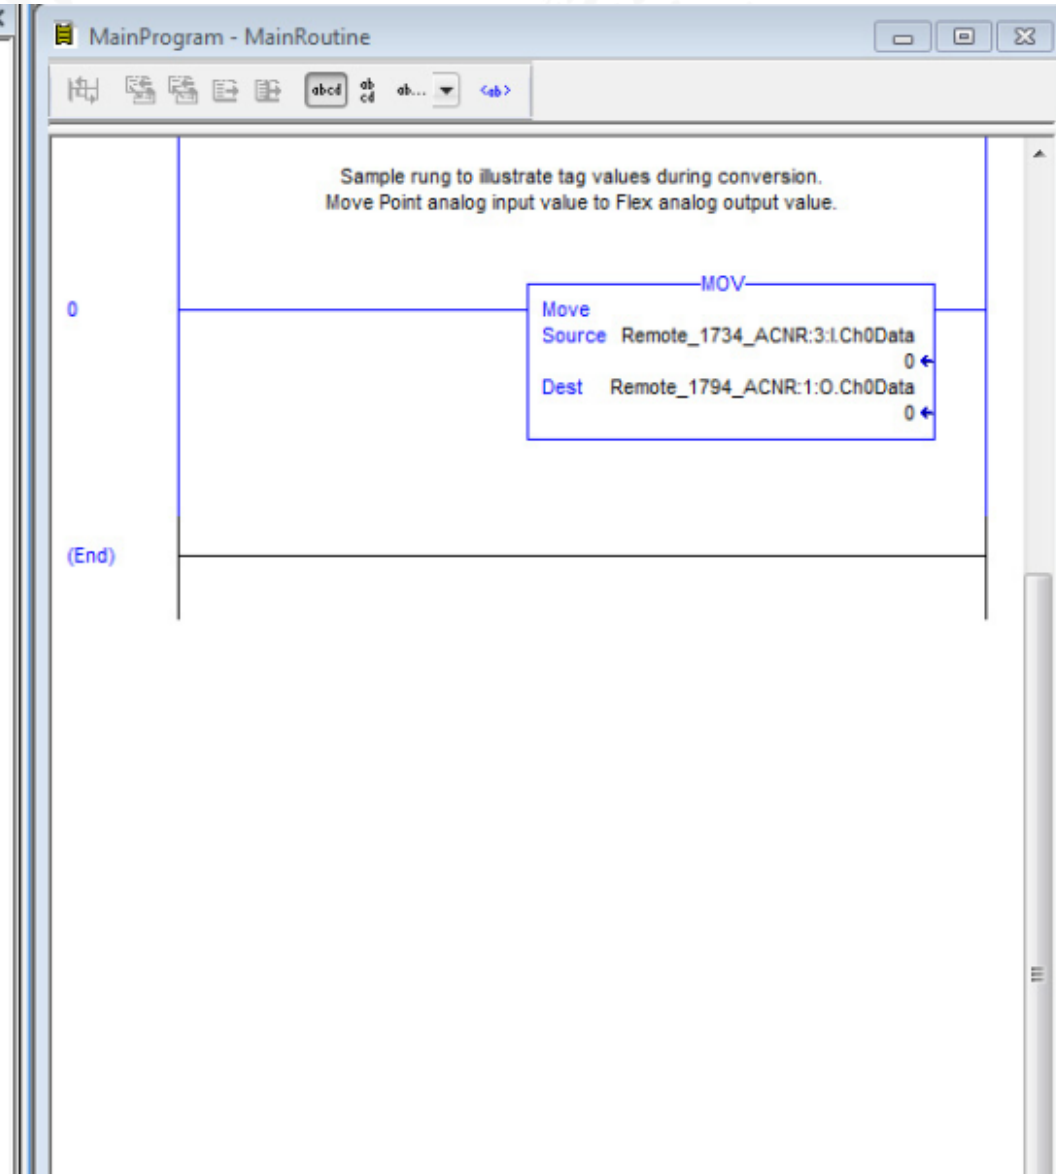 MainProgram - MainRoutine
abcd ab cd ab... <ab>
Sample rung to illustrate tag values during conversion.
Move Point analog input value to Flex analog output value.
MOV
0 Move
Source Remote_1734_ACNR:3:I.Ch0Data
0
Dest Remote_1794_ACNR:1:O.Ch0Data
0
(End)